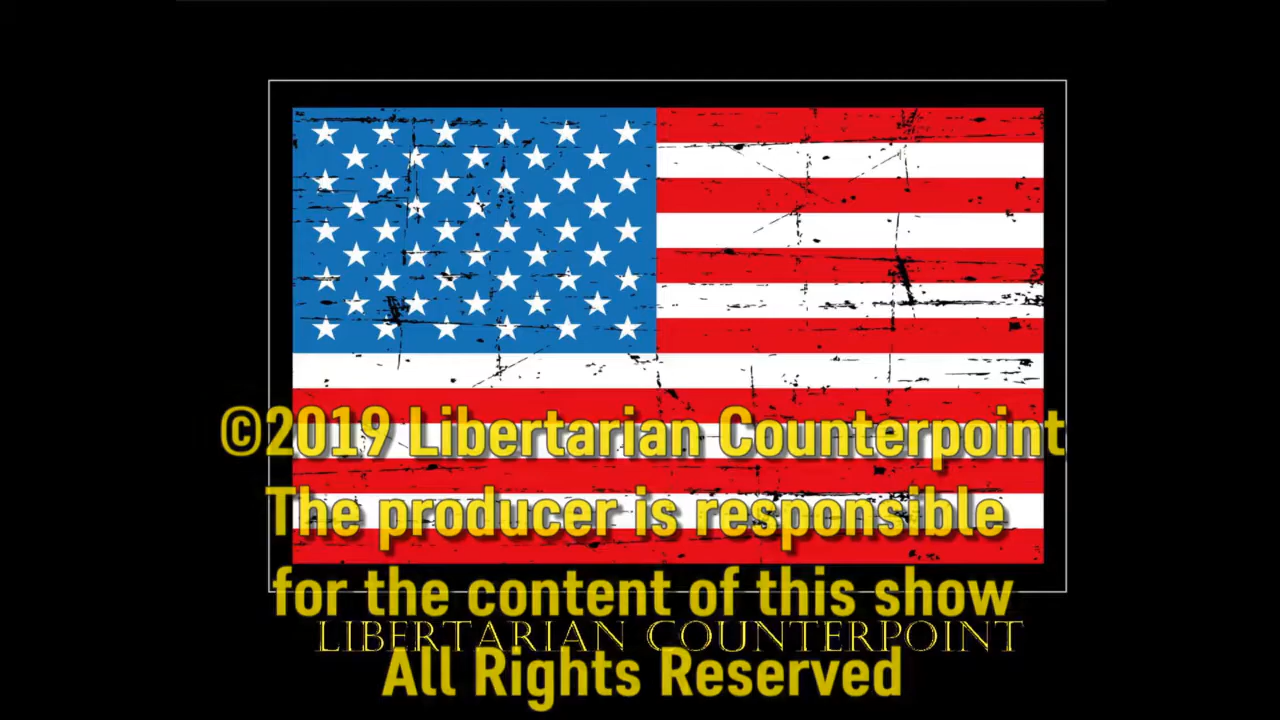 ©2019 Libertarian Counterpoint
The producer is responsible
for the content of this show
LIBERTARIAN COUNTERPOINT
All Rights Reserved